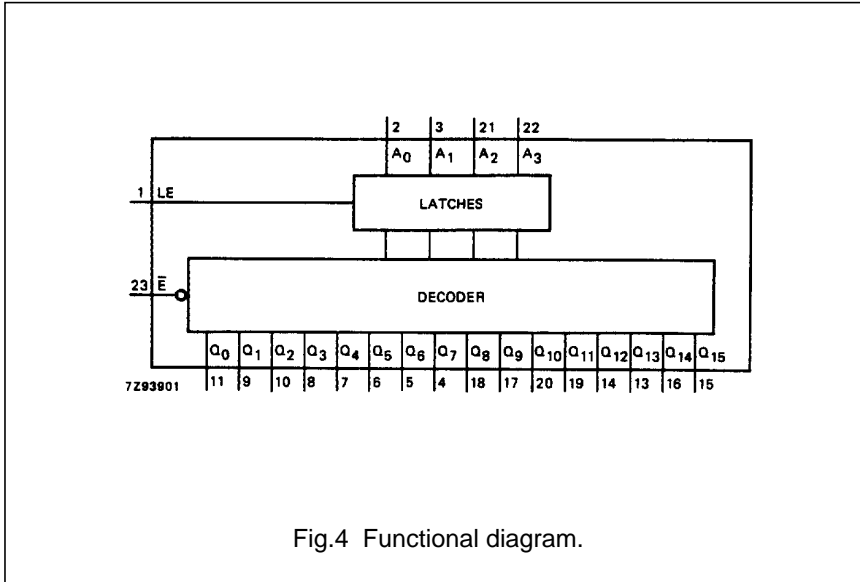 2 3 21 22
A0 A1 A2 A3
1 LE
LATCHES
23 E̅
DECODER
Q0 Q1 Q2 Q3 Q4 Q5 Q6 Q7 Q8 Q9 Q10 Q11 Q12 Q13 Q14 Q15
7Z93901 11 9 10 8 7 6 5 4 18 17 20 19 14 13 16 15
Fig.4 Functional diagram.